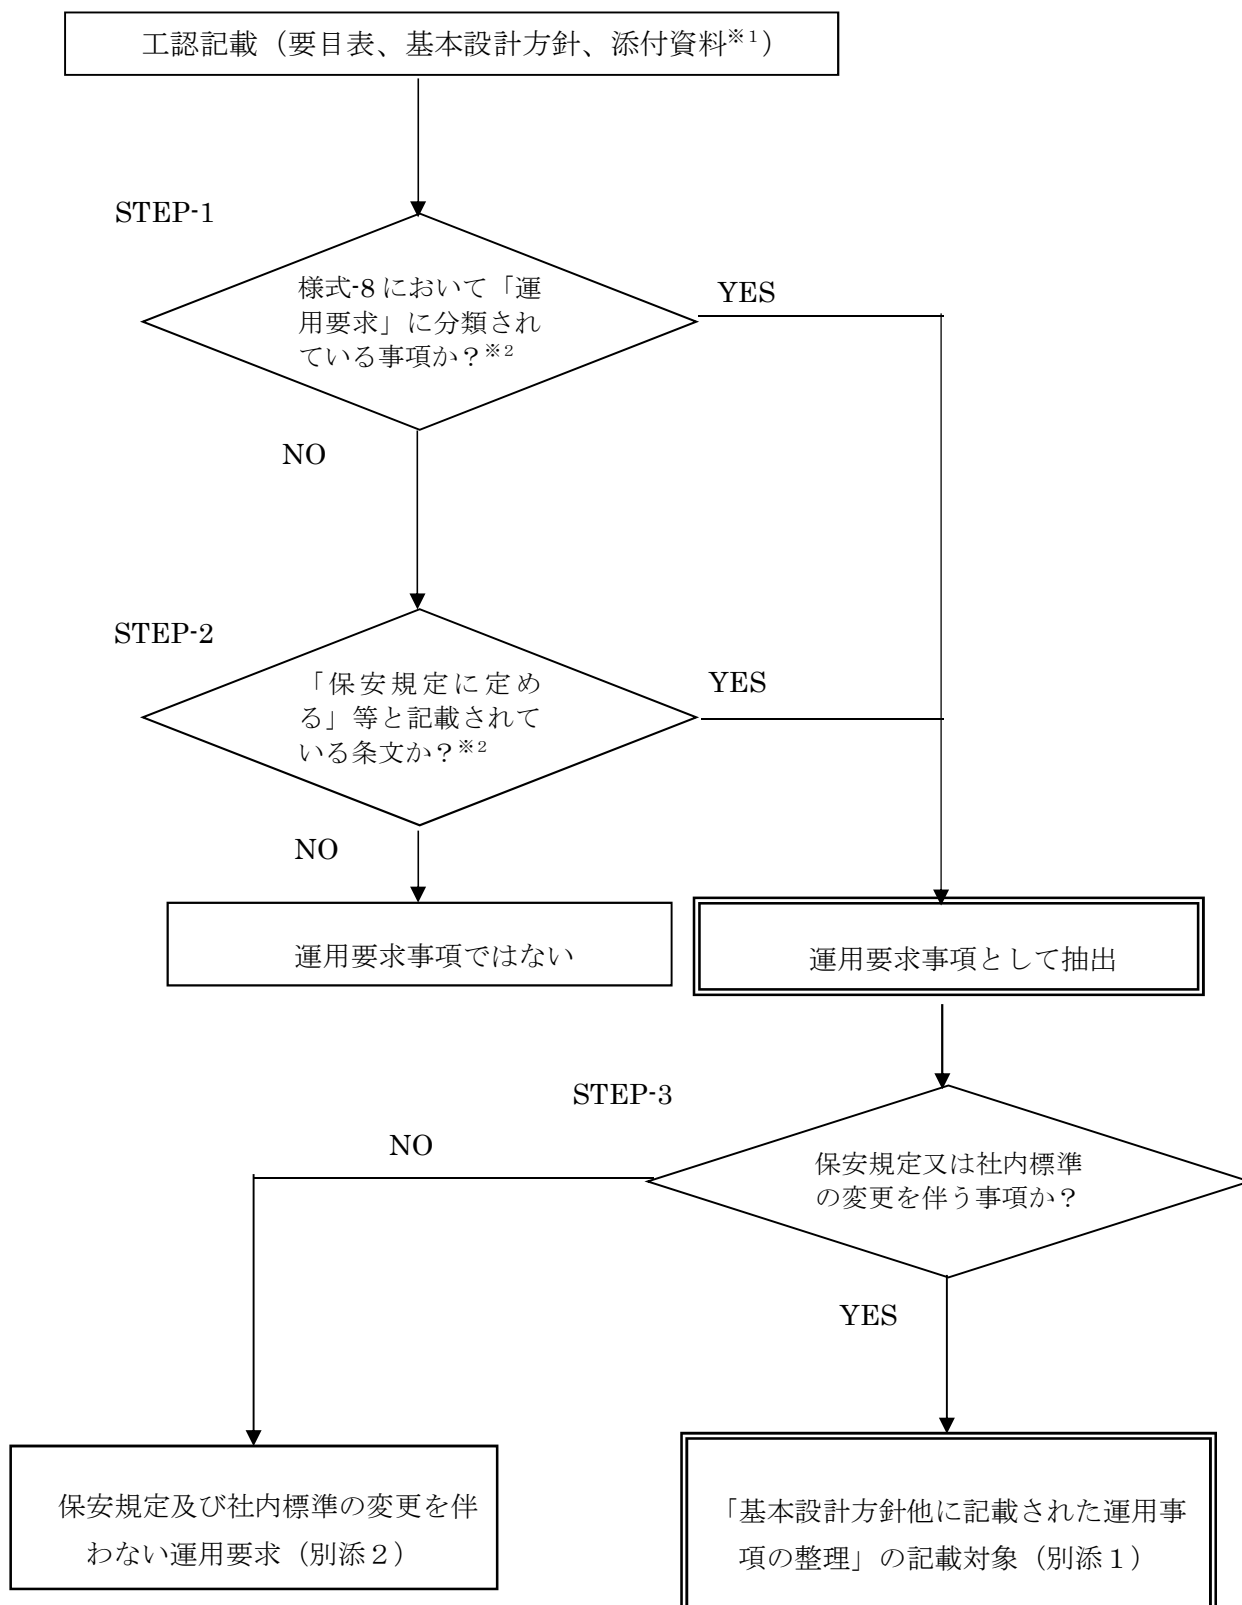 工認記載（要目表、基本設計方針、添付資料※1）
STEP-1
様式-8において「運
用要求」に分類され
ている事項か？※2
YES
NO
STEP-2
「保安規定に定め
る」等と記載されて
いる条文か？※2
YES
NO
運用要求事項ではない
運用要求事項として抽出
STEP-3
保安規定又は社内標準
の変更を伴う事項か？
NO
YES
保安規定及び社内標準の変更を伴
わない運用要求（別添２）
「基本設計方針他に記載された運用事
項の整理」の記載対象（別添１）